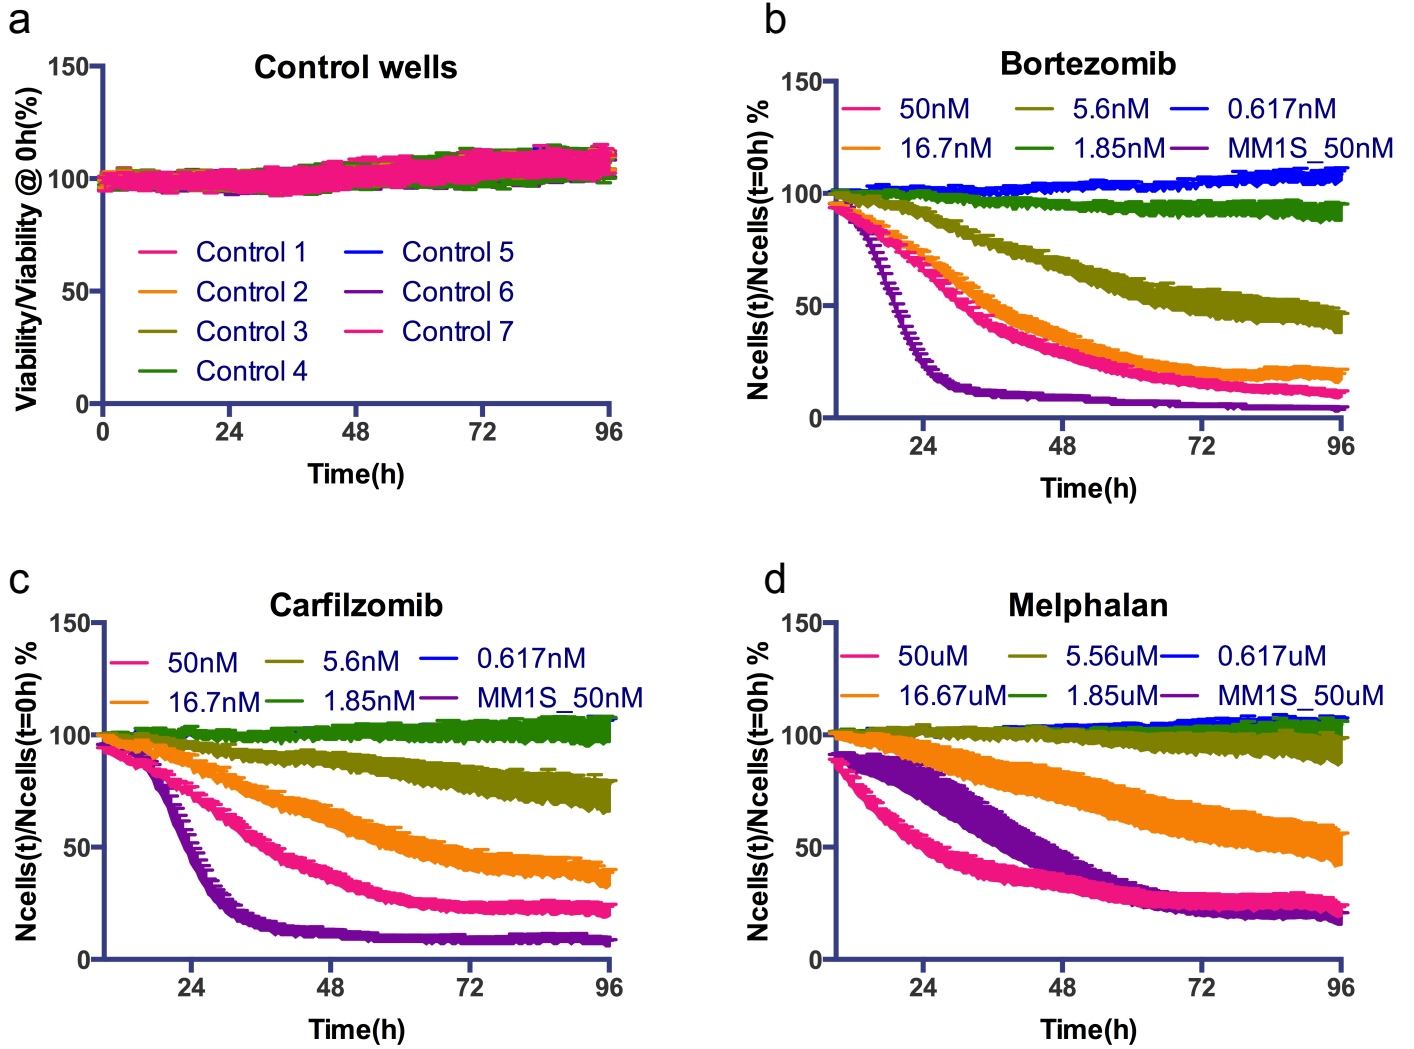 a
Control wells
Viability/Viability @ 0h(%)
150
100
50
0
Control 1
Control 5
Control 2
Control 6
Control 3
Control 7
Control 4
0
24
48
72
96
Time(h)
b
Bortezomib
Ncells(t)/Ncells(t=0h) %
150
100
50
0
50nM
5.6nM
0.617nM
16.7nM
1.85nM
MM1S_50nM
24
48
72
96
Time(h)
c
Carfilzomib
Ncells(t)/Ncells(t=0h) %
150
100
50
0
50nM
5.6nM
0.617nM
16.7nM
1.85nM
MM1S_50nM
24
48
72
96
Time(h)
d
Melphalan
Ncells(t)/Ncells(t=0h) %
150
100
50
0
50uM
5.56uM
0.617uM
16.67uM
1.85uM
MM1S_50uM
24
48
72
96
Time(h)